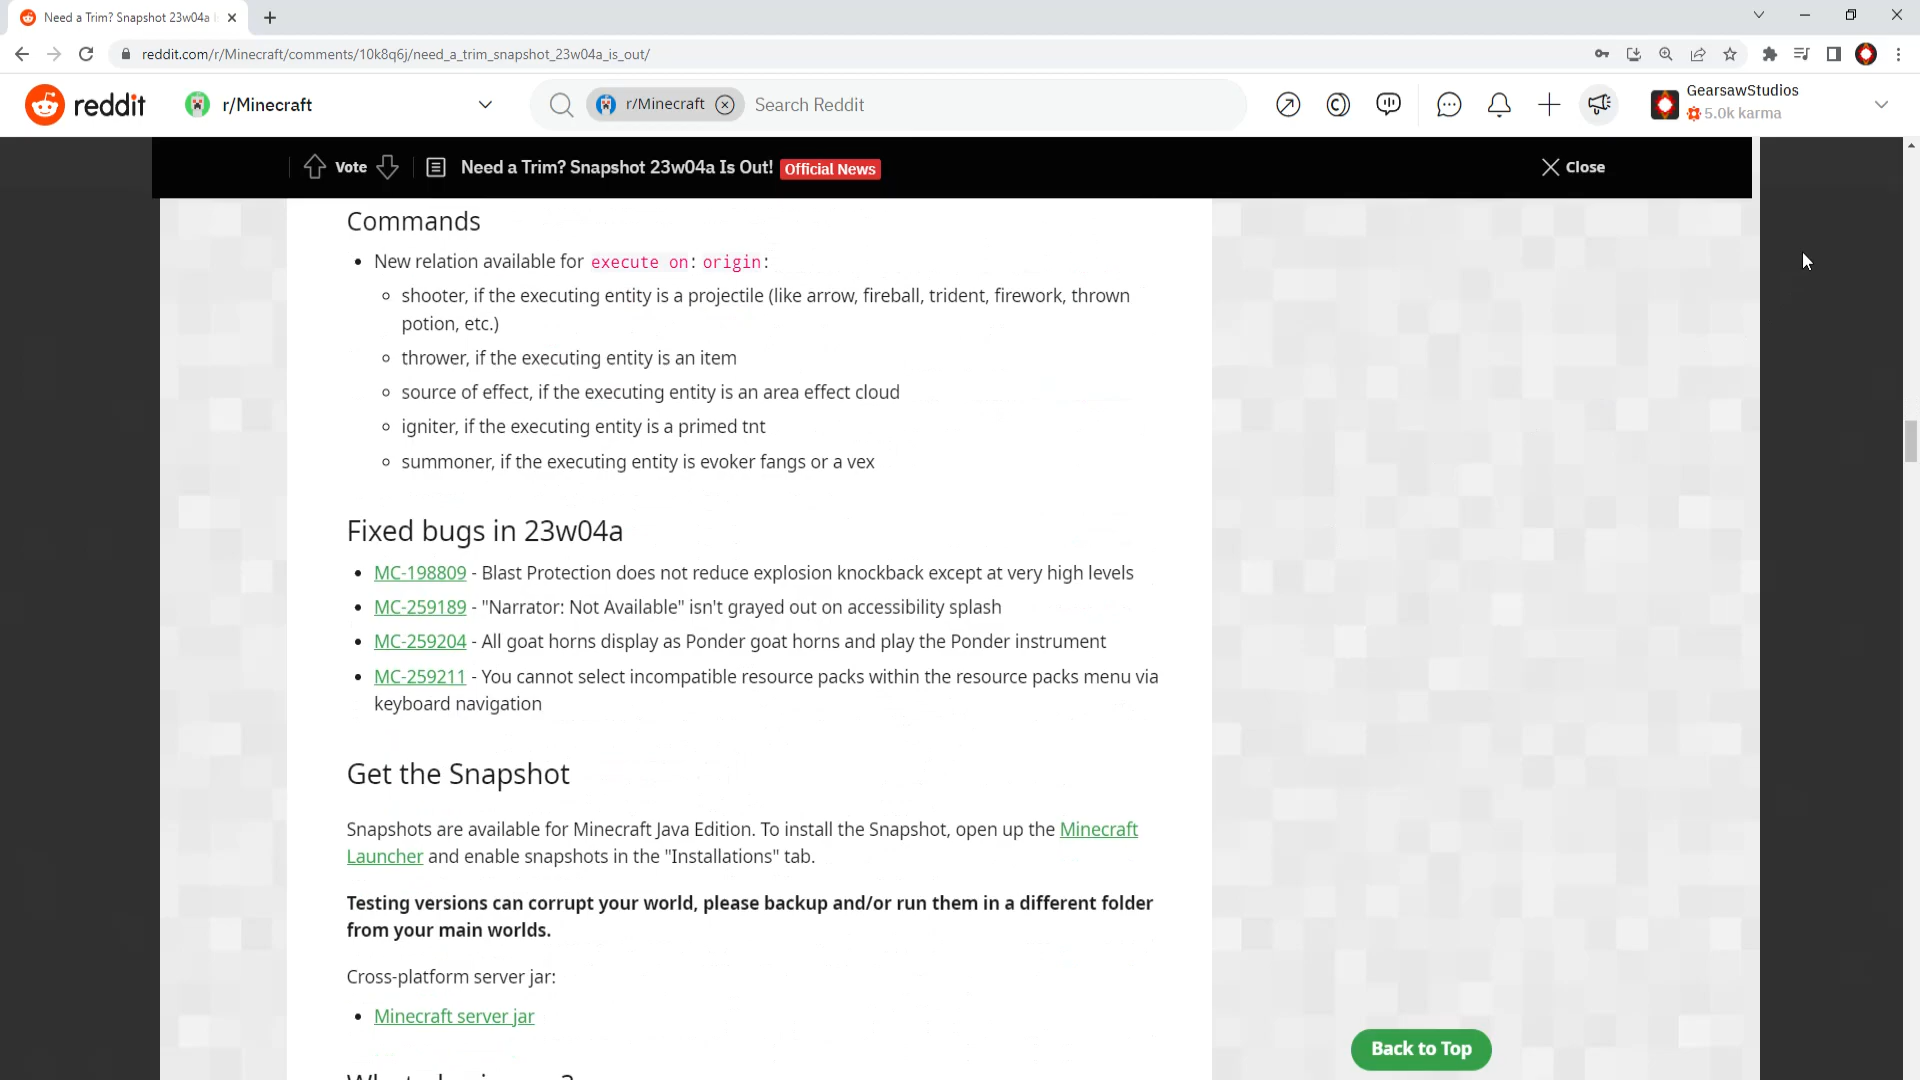 Need a Trim? Snapshot 23w04a
reddit.com/r/Minecraft/comments/10k8q6j/need_a_trim_snapshot_23w04a_is_out/
reddit r/Minecraft r/Minecraft Search Reddit GearsawStudios
5.0k karma
Vote Need a Trim? Snapshot 23w04a Is Out! Official News Close
Commands
New relation available for execute on: origin:
shooter, if the executing entity is a projectile (like arrow, fireball, trident, firework, thrown
potion, etc.)
thrower, if the executing entity is an item
source of effect, if the executing entity is an area effect cloud
igniter, if the executing entity is a primed tnt
summoner, if the executing entity is evoker fangs or a vex
Fixed bugs in 23w04a
MC-198809 - Blast Protection does not reduce explosion knockback except at very high levels
MC-259189 - "Narrator: Not Available" isn't grayed out on accessibility splash
MC-259204 - All goat horns display as Ponder goat horns and play the Ponder instrument
MC-259211 - You cannot select incompatible resource packs within the resource packs menu via
keyboard navigation
Get the Snapshot
Snapshots are available for Minecraft Java Edition. To install the Snapshot, open up the Minecraft
Launcher and enable snapshots in the "Installations" tab.
Testing versions can corrupt your world, please backup and/or run them in a different folder
from your main worlds.
Cross-platform server jar:
Minecraft server jar
Back to Top